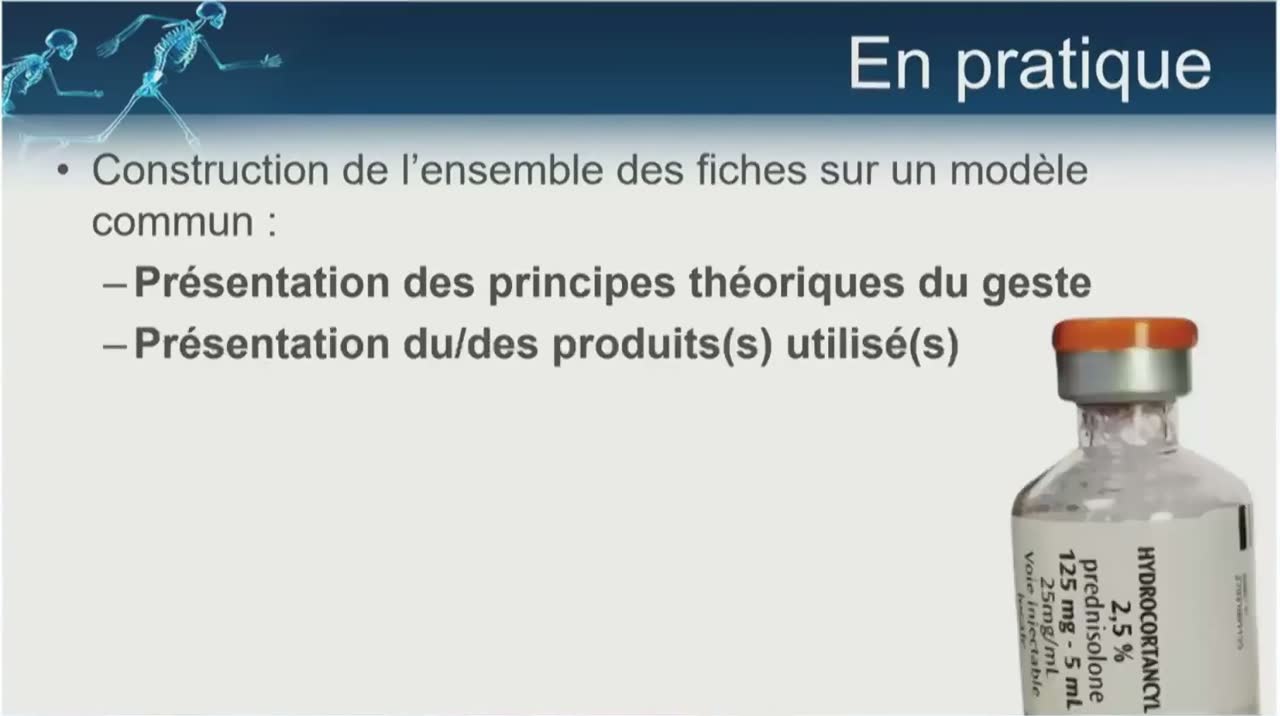 En pratique
• Construction de l’ensemble des fiches sur un modèle
commun :
– Présentation des principes théoriques du geste
– Présentation du/des produits(s) utilisé(s)
HYDROCORTANCYL
2,5 %
prednisolone
125 mg - 5 mL
25mg/mL
Voie injectable